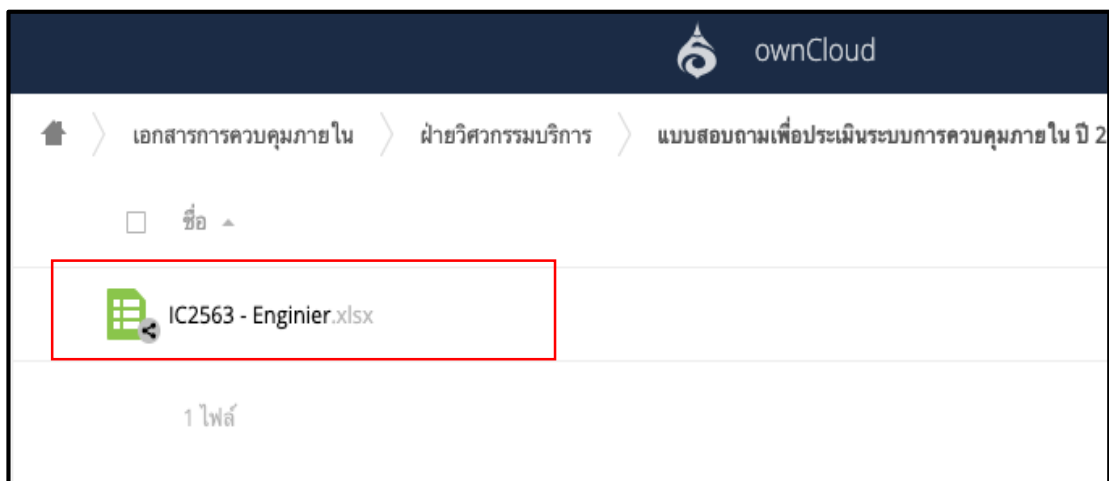 ownCloud
เอกสารการควบคุมภายใน ฝ่ายวิศวกรรมบริการ แบบสอบถามเพื่อประเมินระบบการควบคุมภายใน ปี 2
ชื่อ
IC2563 - Enginier.xlsx
1 ไฟล์